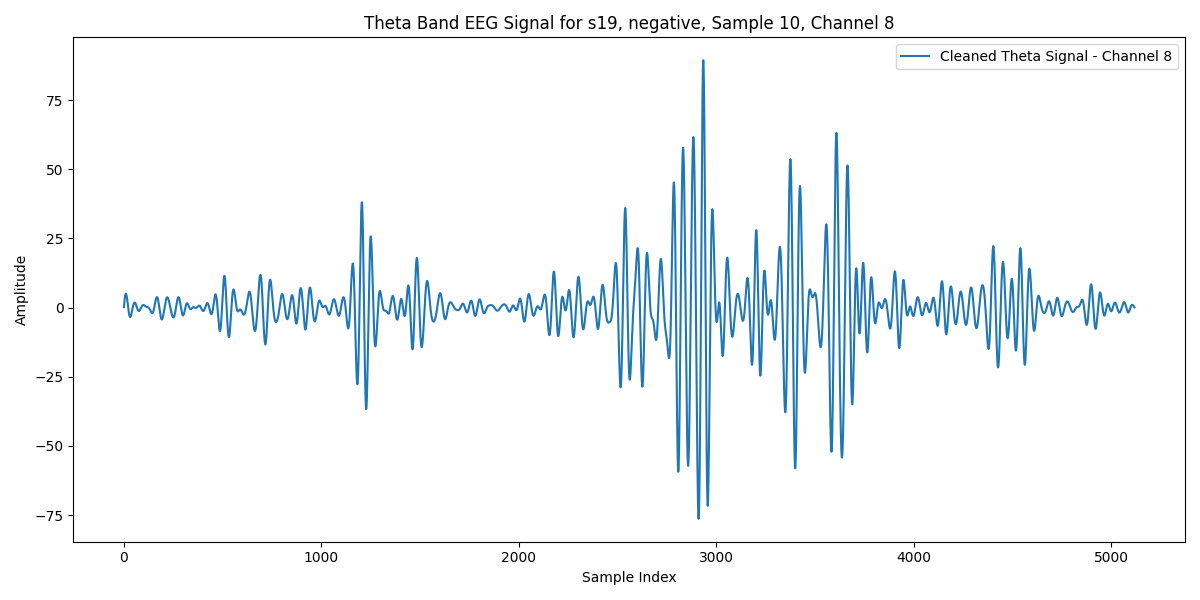 Theta Band EEG Signal for s19, negative, Sample 10, Channel 8
Cleaned Theta Signal - Channel 8
Amplitude
75
50
25
0
−25
−50
−75
0 1000 2000 3000 4000 5000
Sample Index